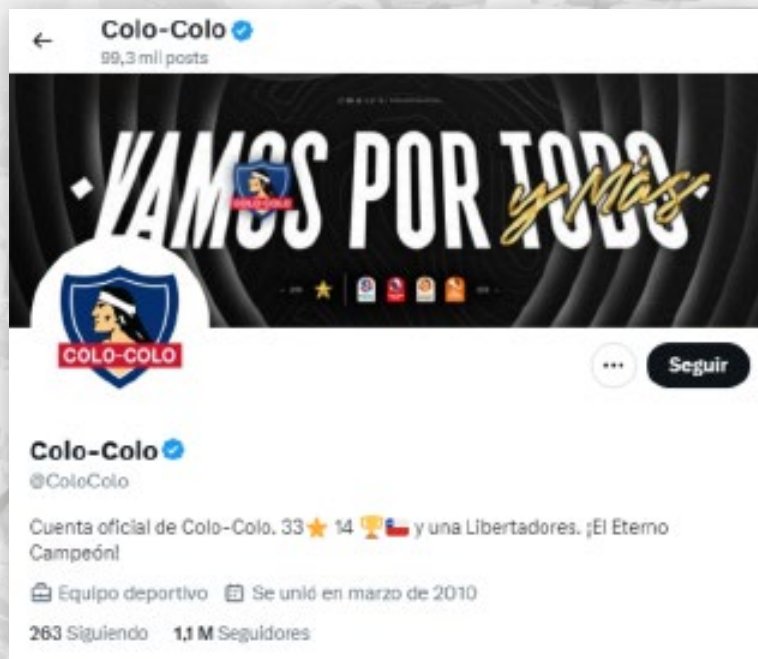 Colo-Colo
99,3 mil posts
VAMOS POR TODO
y Más
COLO-COLO
COLO-COLO
Seguir
Colo-Colo
@ColoColo
Cuenta oficial de Colo-Colo. 33⭐ 14 🏆🇨🇱 y una Libertadores. ¡El Eterno
Campeón!
Equipo deportivo Se unió en marzo de 2010
263 Siguiendo 1,1 M Seguidores